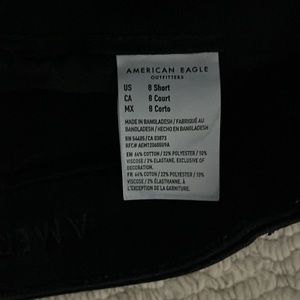 AMERICAN EAGLE
OUTFITTERS
US 8 Short
CA 8 Court
MX 8 Corto
MADE IN BANGLADESH / FABRIQUÉ AU
BANGLADESH / HECHO EN BANGLADESH
RN 54485/CA 03873
EN 66% COTTON / 22% POLYESTER / 10%
VISCOSE / 2% ELASTANE. EXCLUSIVE OF
DECORATION.
FR 66% COTON / 22% POLYESTER / 10%
VISCOSE / 2% ÉLASTHANNE. À
L'EXCEPTION DE LA GARNITURE.
AMER